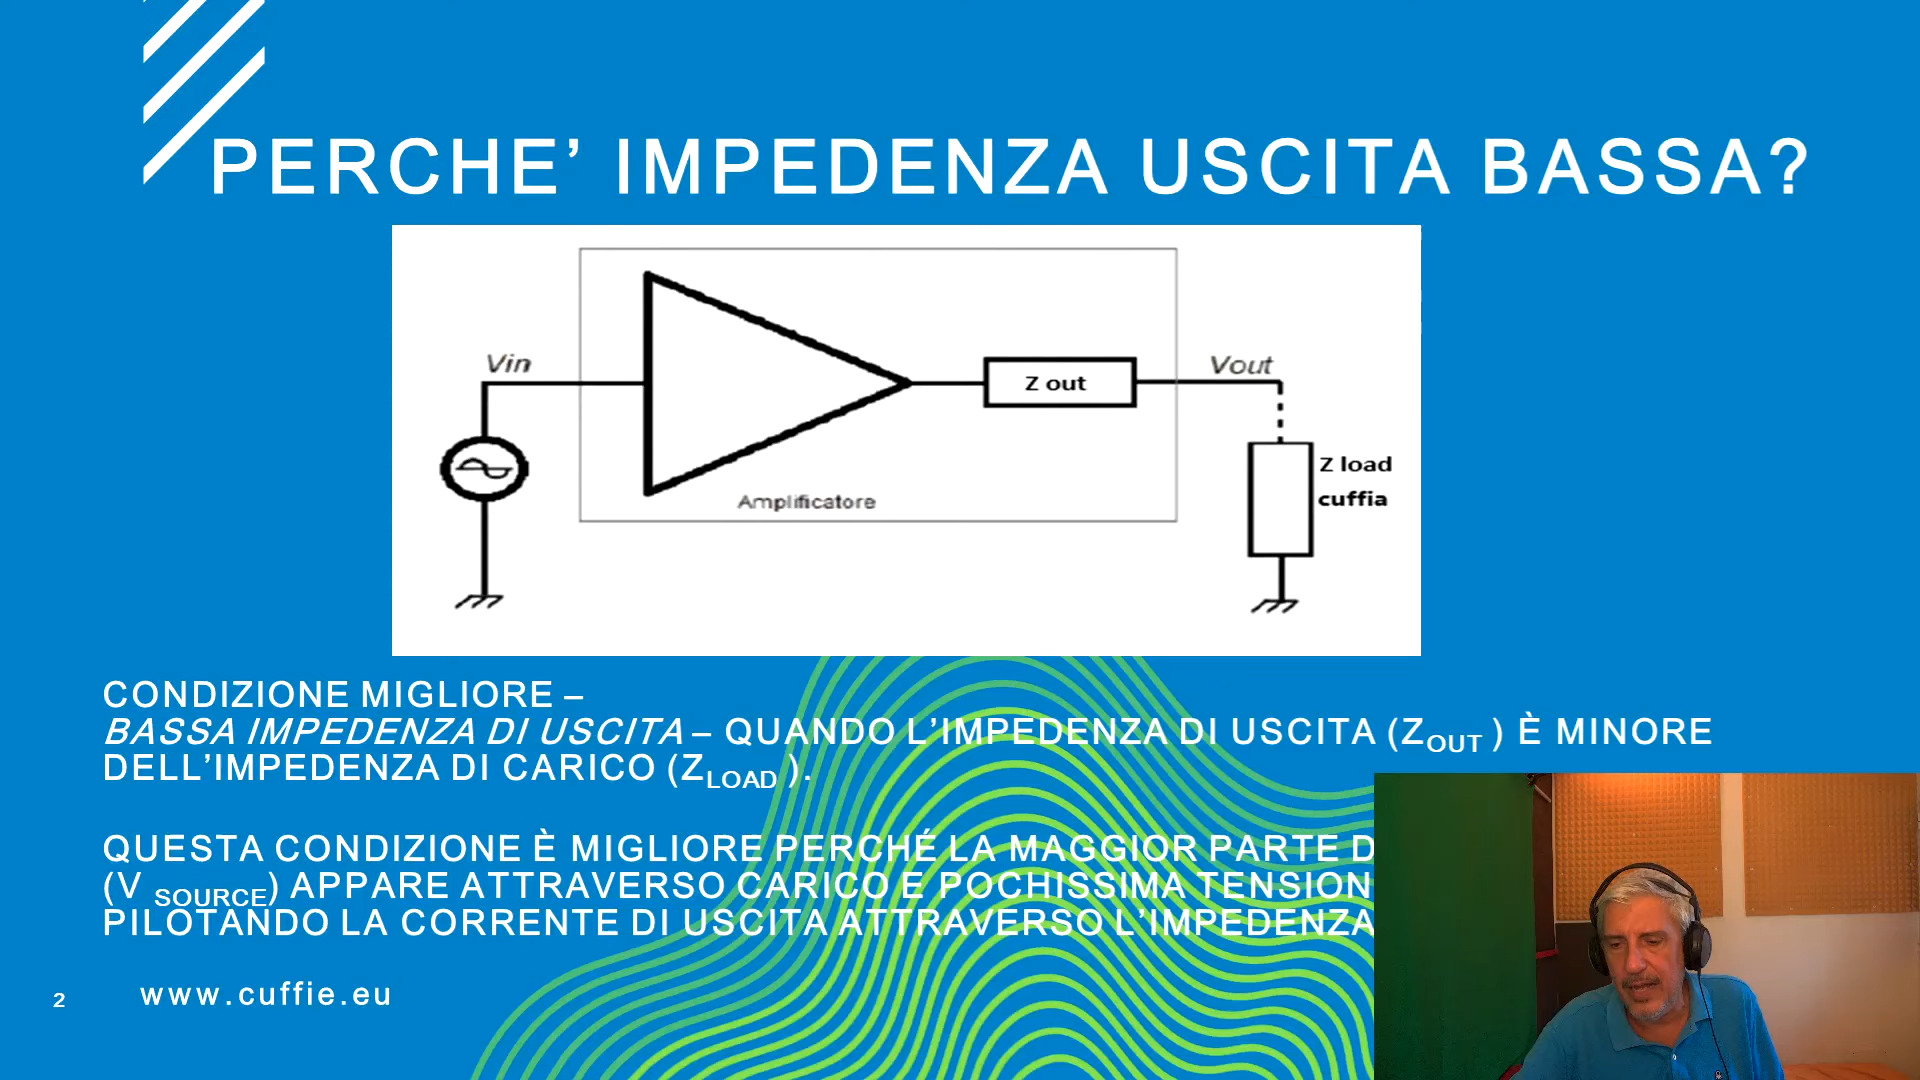 PERCHE’ IMPEDENZA USCITA BASSA?
Vin
Z out
Vout
Z load
cuffia
Amplificatore
CONDIZIONE MIGLIORE –
BASSA IMPEDENZA DI USCITA – QUANDO L’IMPEDENZA DI USCITA (ZOUT ) È MINORE
DELL’IMPEDENZA DI CARICO (ZLOAD ).
QUESTA CONDIZIONE È MIGLIORE PERCHÉ LA MAGGIOR PARTE
(V SOURCE) APPARE ATTRAVERSO CARICO E POCHISSIMA
PILOTANDO LA CORRENTE DI USCITA ATTRAVERSO L’IMPEDENZA
2
www.cuffie.eu